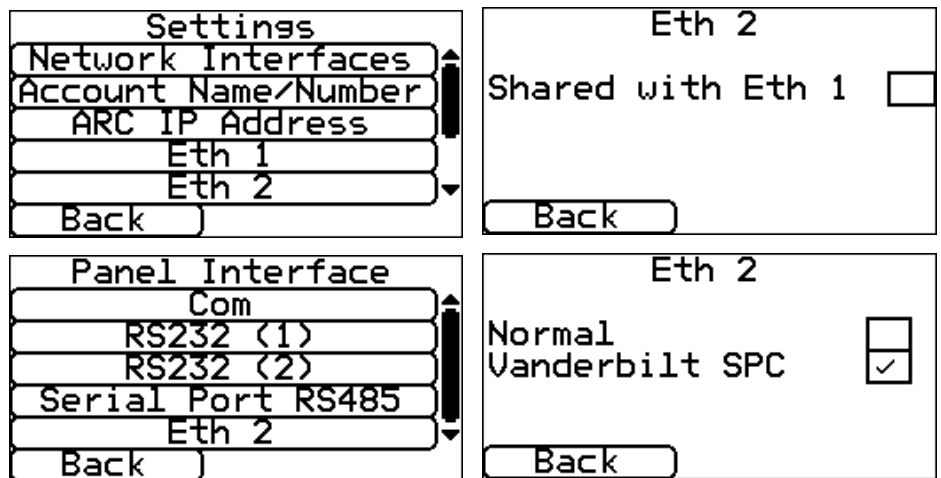 Settings
Network Interfaces
Account Name/Number
ARC IP Address
Eth 1
Eth 2
Back
Eth 2
Shared with Eth 1
Back
Panel Interface
Com
RS232 (1)
RS232 (2)
Serial Port RS485
Eth 2
Back
Eth 2
Normal
Vanderbilt SPC
Back